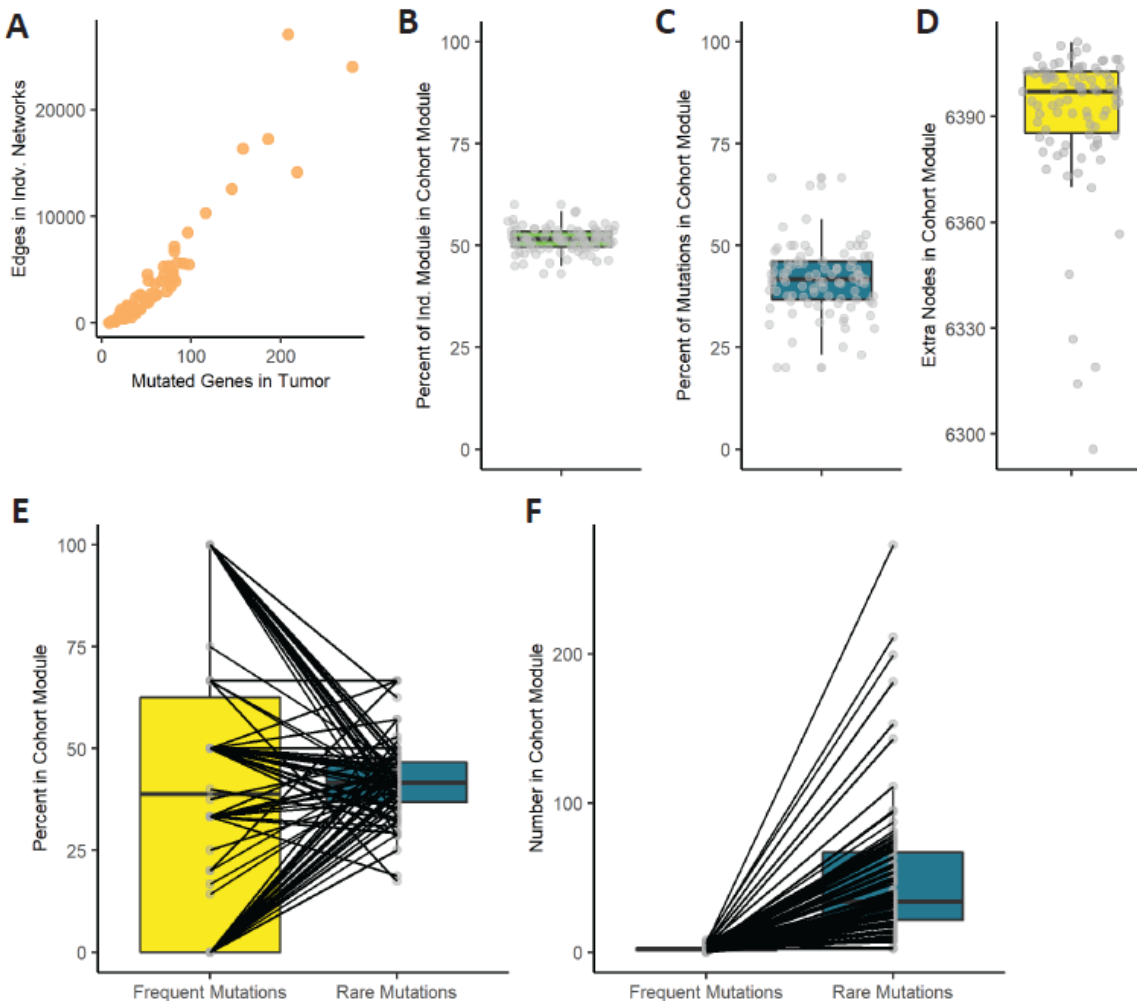 A
Edges in Indv. Networks
20000
10000
0
0
100
200
Mutated Genes in Tumor
B
Percent of Ind. Module in Cohort Module
100
75
50
25
0
C
Percent of Mutations in Cohort Module
100
75
50
25
0
D
Extra Nodes in Cohort Module
6390
6360
6330
6300
E
Percent in Cohort Module
100
75
50
25
0
Frequent Mutations
Rare Mutations
F
Number in Cohort Module
200
100
0
Frequent Mutations
Rare Mutations